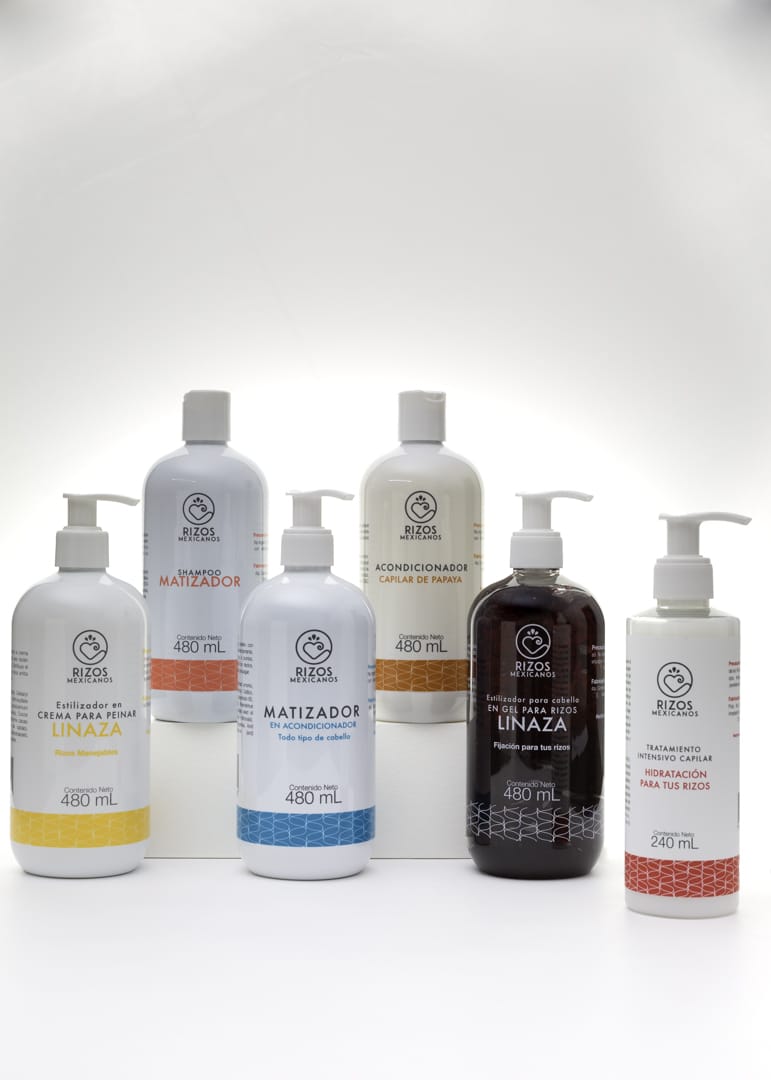 RIZOS
MEXICANOS
SHAMPOO
MATIZADOR
Contenido Neto
480 mL
RIZOS
MEXICANOS
ACONDICIONADOR
CAPILAR DE PAPAYA
Contenido Neto
480 mL
RIZOS
MEXICANOS
Estilizador en
CREMA PARA PEINAR
LINAZA
Rizos Manejables
Contenido Neto
480 mL
RIZOS
MEXICANOS
MATIZADOR
EN ACONDICIONADOR
Todo tipo de cabello
Contenido Neto
480 mL
RIZOS
MEXICANOS
Estilizador para cabello
EN GEL PARA RIZOS
LINAZA
Fijación para tus rizos
Contenido Neto
480 mL
RIZOS
MEXICANOS
TRATAMIENTO
INTENSIVO CAPILAR
HIDRATACIÓN
PARA TUS RIZOS
Contenido Neto
240 mL